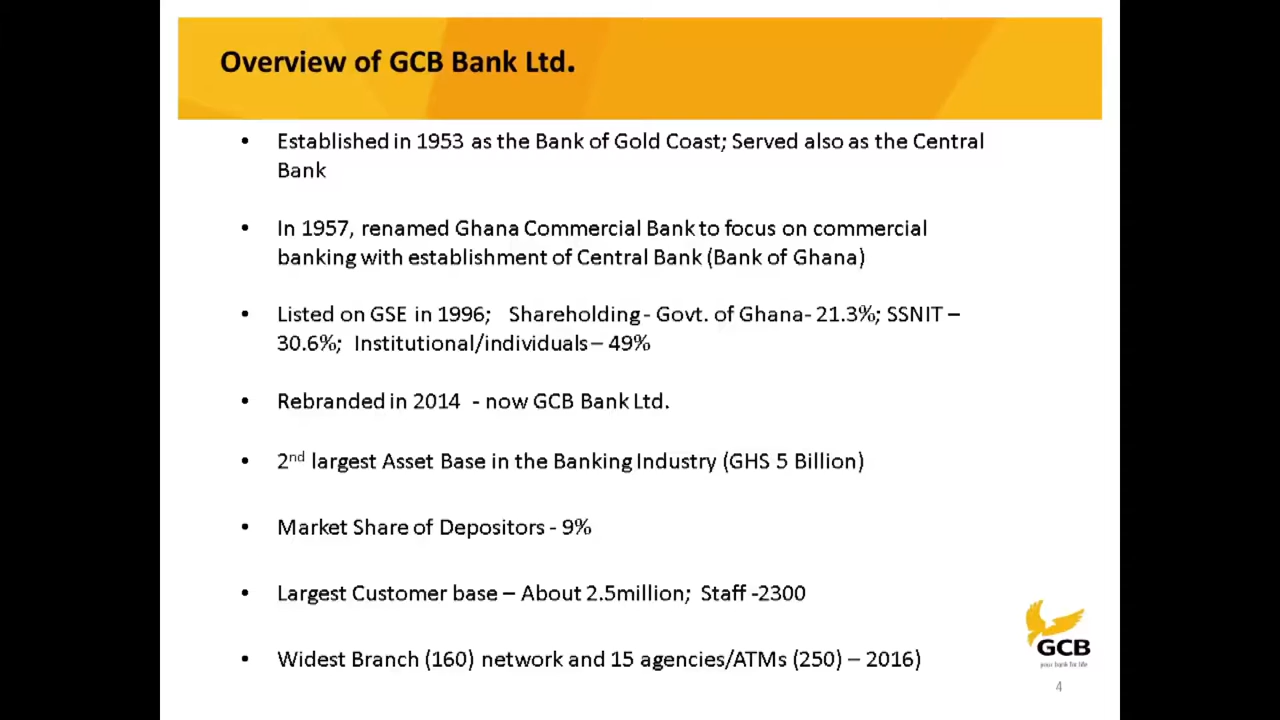 Overview of GCB Bank Ltd.
• Established in 1953 as the Bank of Gold Coast; Served also as the Central
Bank
• In 1957, renamed Ghana Commercial Bank to focus on commercial
banking with establishment of Central Bank (Bank of Ghana)
• Listed on GSE in 1996; Shareholding - Govt. of Ghana- 21.3%; SSNIT –
30.6%; Institutional/individuals – 49%
• Rebranded in 2014 - now GCB Bank Ltd.
• 2nd largest Asset Base in the Banking Industry (GHS 5 Billion)
• Market Share of Depositors - 9%
• Largest Customer base – About 2.5million; Staff -2300
• Widest Branch (160) network and 15 agencies/ATMs (250) – 2016)
GCB
your bank for life
4